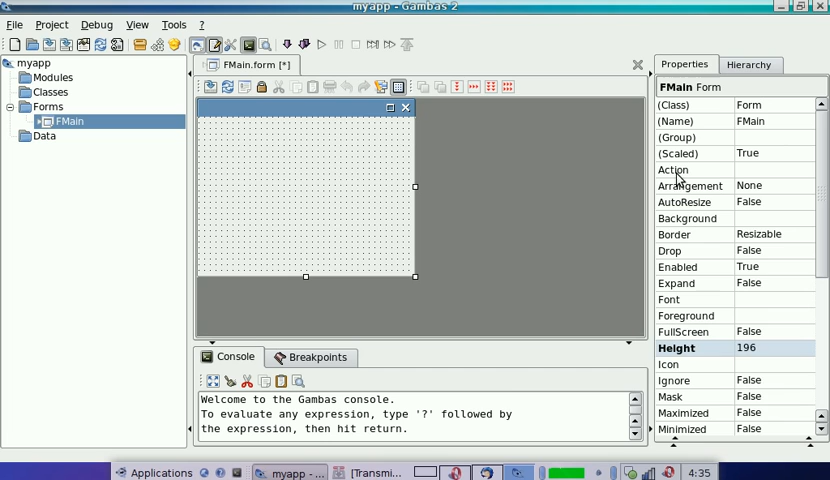 myapp - Gambas 2
File Project Debug View Tools ?
myapp
Modules
Classes
Forms
FMain
Data
FMain.form [*]
Console
Breakpoints
Welcome to the Gambas console.
To evaluate any expression, type '?' followed by
the expression, then hit return.
Properties Hierarchy
FMain Form
(Class) Form
(Name) FMain
(Group)
(Scaled) True
Action
Arrangement None
AutoResize False
Background
Border Resizable
Drop False
Enabled True
Expand False
Font
Foreground
FullScreen False
Height 196
Icon
Ignore False
Mask False
Maximized False
Minimized False
Applications
myapp - ...
[Transmi...
4:35